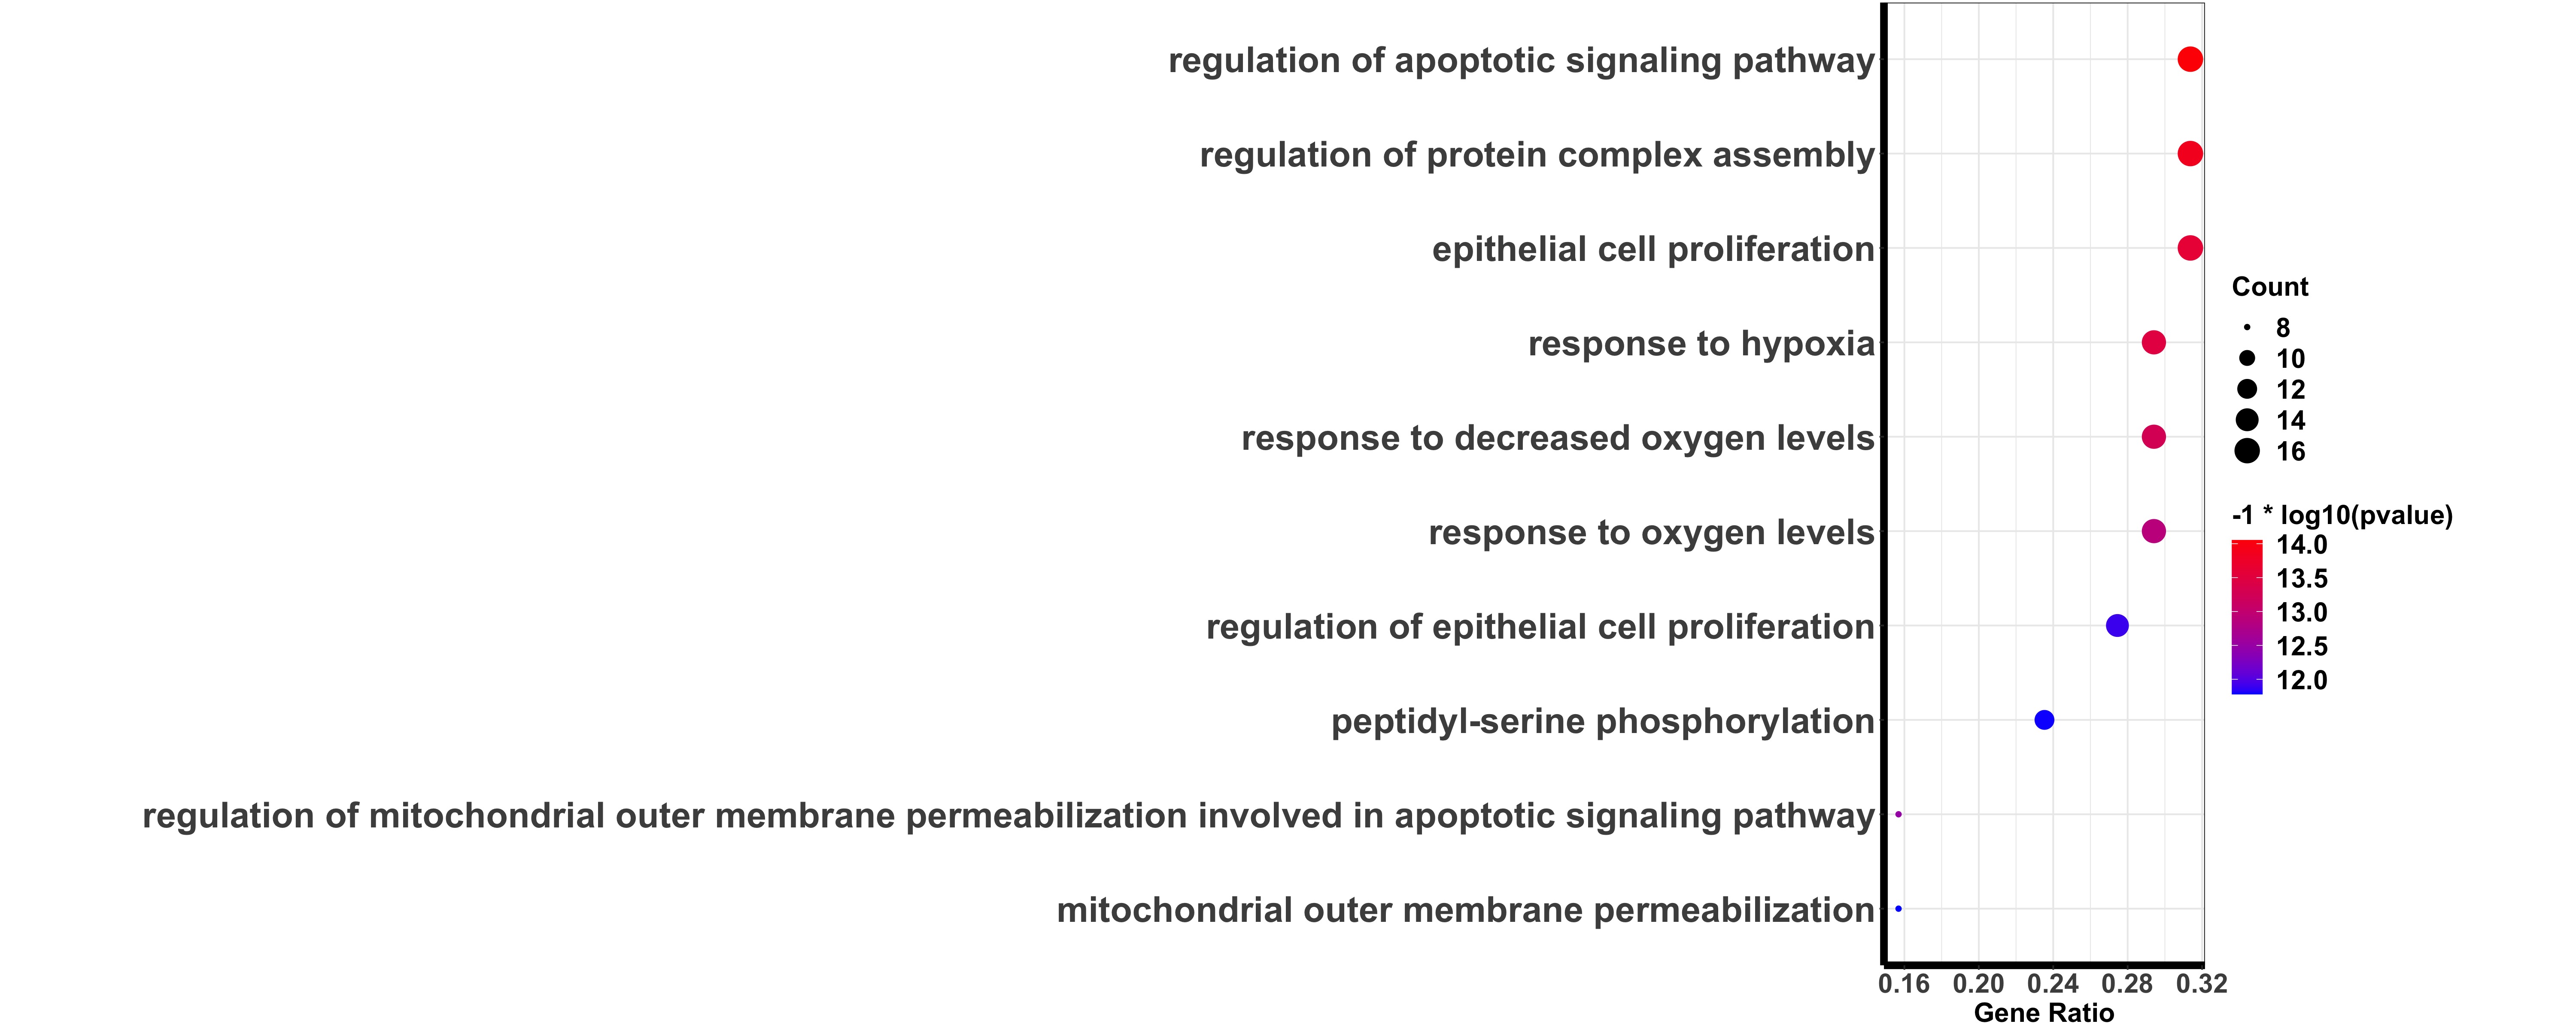 regulation of apoptotic signaling pathway
regulation of protein complex assembly
epithelial cell proliferation
response to hypoxia
response to decreased oxygen levels
response to oxygen levels
regulation of epithelial cell proliferation
peptidyl-serine phosphorylation
regulation of mitochondrial outer membrane permeabilization involved in apoptotic signaling pathway
mitochondrial outer membrane permeabilization
0.16 0.20 0.24 0.28 0.32
Gene Ratio
Count
8
10
12
14
16
-1 * log10(pvalue)
14.0
13.5
13.0
12.5
12.0